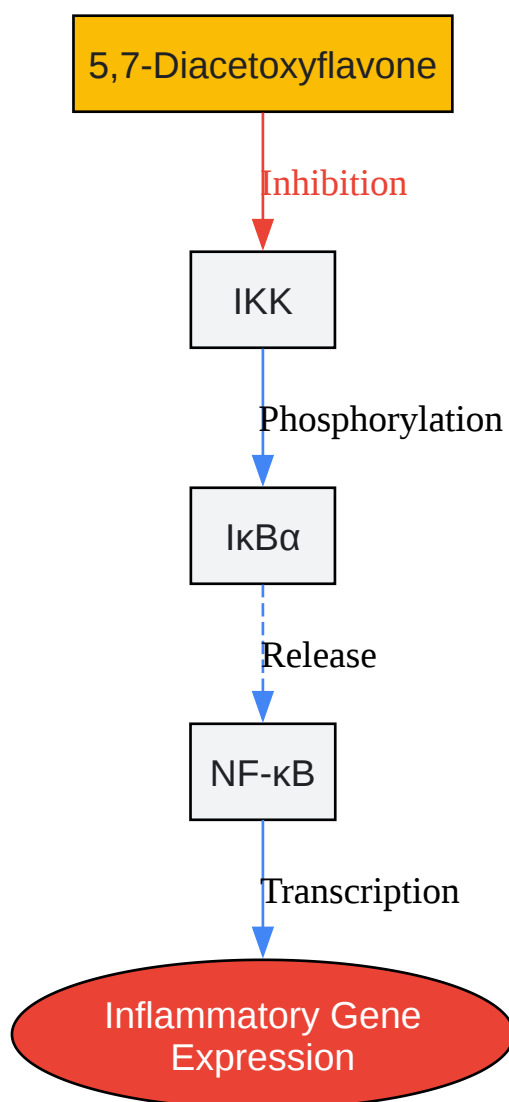 5,7-Diacetoxyflavone
Inhibition
IKK
Phosphorylation
IκBα
Release
NF-κB
Transcription
Inflammatory Gene
Expression